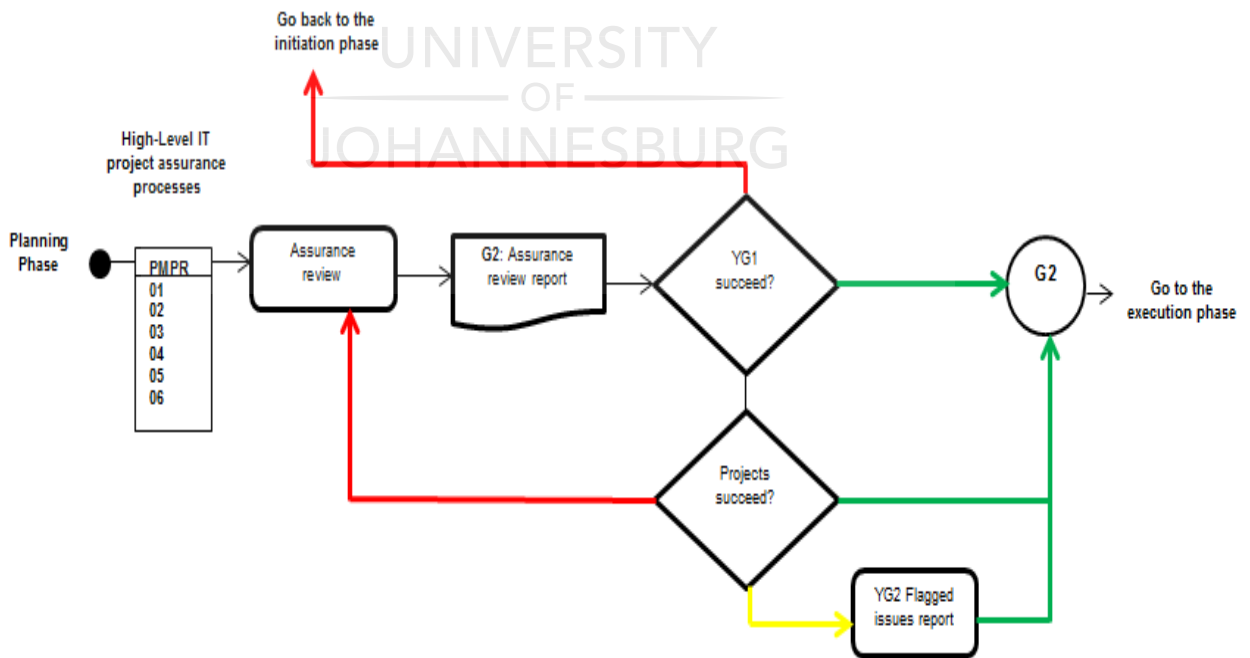 Go back to the
initiation phase
UNIVERSITY
OF
JOHANNESBURG
High-Level IT
project assurance
processes
Planning
Phase
PMPR
01
02
03
04
05
06
Assurance
review
G2: Assurance
review report
YG1
succeed?
G2
Go to the
execution phase
Projects
succeed?
YG2 Flagged
issues report